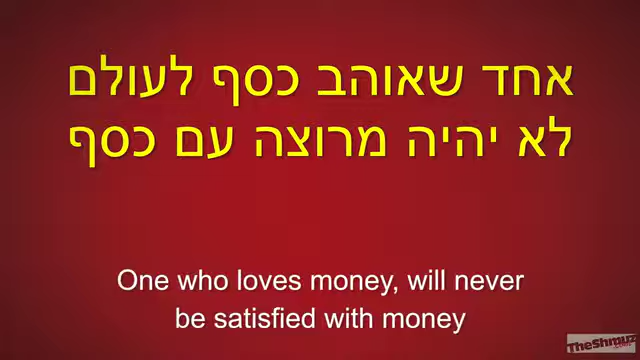 אחד שאוהב כסף לעולם
לא יהיה מרוצה עם כסף
One who loves money, will never
be satisfied with money
TheShmuz